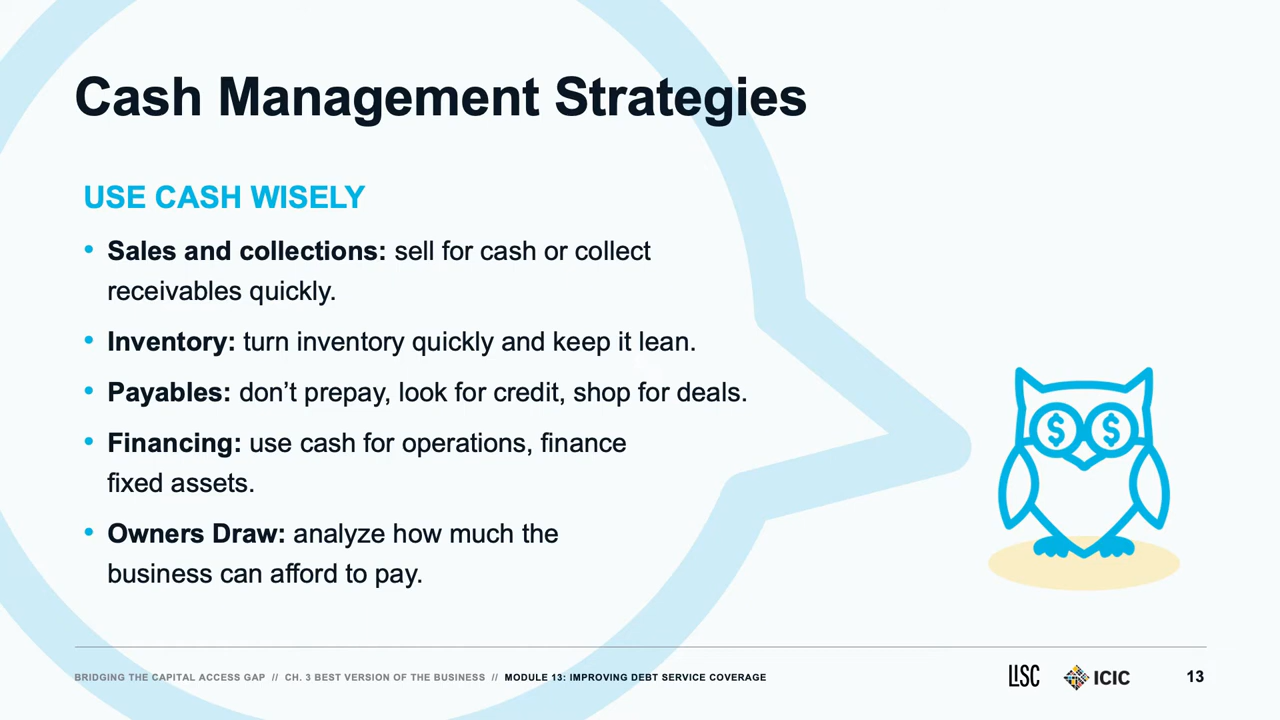 Cash Management Strategies
USE CASH WISELY
• Sales and collections: sell for cash or collect
receivables quickly.
• Inventory: turn inventory quickly and keep it lean.
• Payables: don’t prepay, look for credit, shop for deals.
• Financing: use cash for operations, finance
fixed assets.
• Owners Draw: analyze how much the
business can afford to pay.
$ $
BRIDGING THE CAPITAL ACCESS GAP // CH. 3 BEST VERSION OF THE BUSINESS // MODULE 13: IMPROVING DEBT SERVICE COVERAGE
LISC ICIC 13